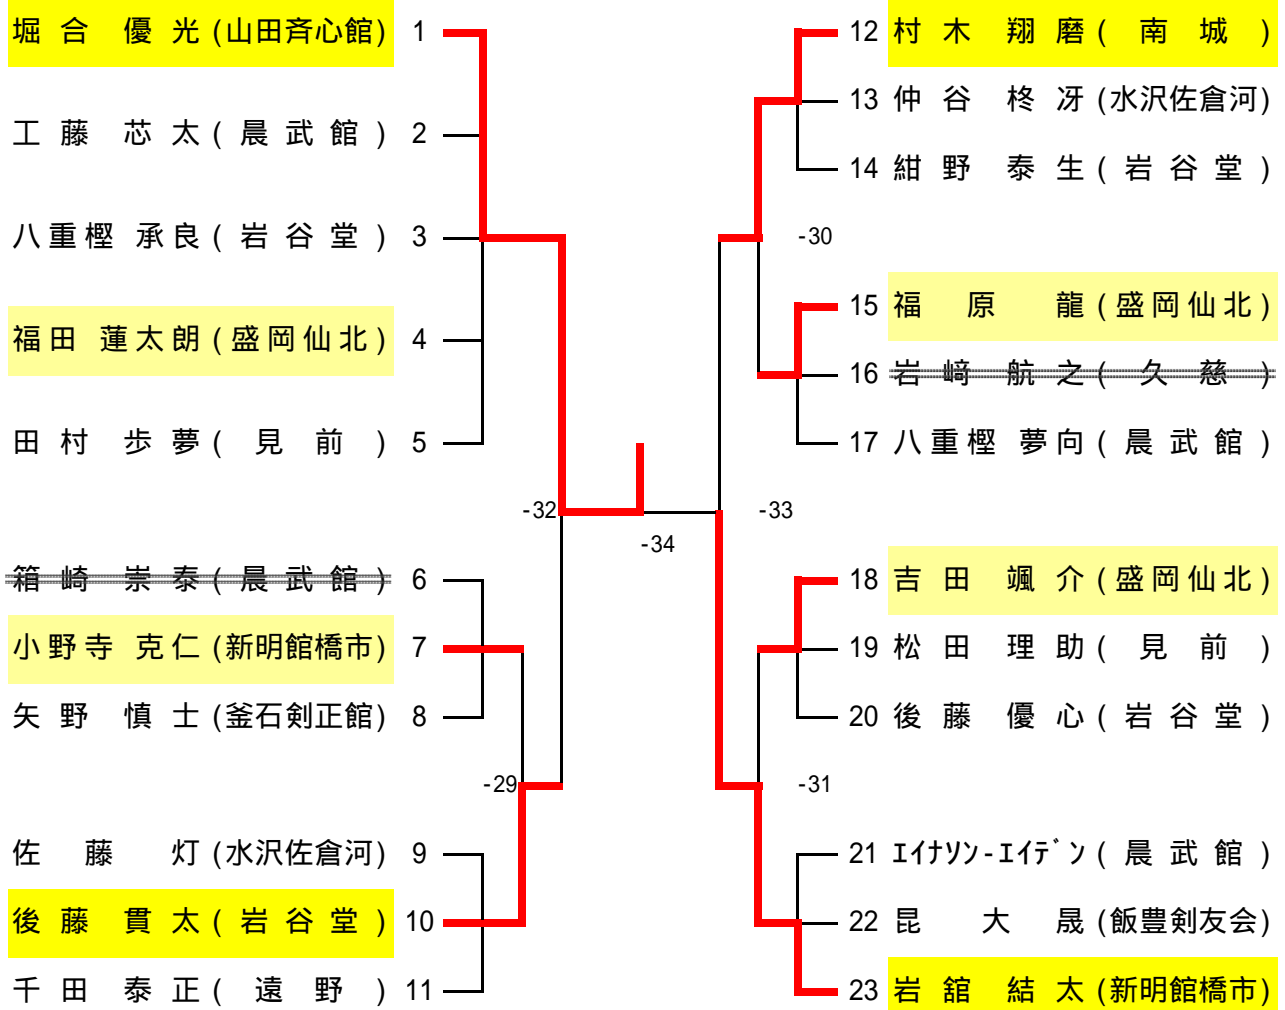 堀合 優光 (山田斉心館) 1
工藤 芯太 (晨武館) 2
八重樫 承良 (岩谷堂) 3
福田 蓮太朗 (盛岡仙北) 4
田村 歩夢 (見前) 5
-32
-34
箱崎 崇泰 (晨武館) 6
小野寺 克仁 (新明館橋市) 7
矢野 慎士 (釜石剣正館) 8
-29
佐藤 灯 (水沢佐倉河) 9
後藤 貫太 (岩谷堂) 10
千田 泰正 (遠野) 11
12 村木 翔磨 (南城)
13 仲谷 柊冴 (水沢佐倉河)
14 紺野 泰生 (岩谷堂)
-30
15 福原 龍 (盛岡仙北)
16 岩﨑 航之 (久慈)
17 八重樫 夢向 (晨武館)
-33
18 吉田 颯介 (盛岡仙北)
19 松田 理助 (見前)
20 後藤 優心 (岩谷堂)
-31
21 ｴｲﾅｿﾝ-ｴｲﾃﾞﾝ (晨武館)
22 昆 大晟 (飯豊剣友会)
23 岩舘 結太 (新明館橋市)